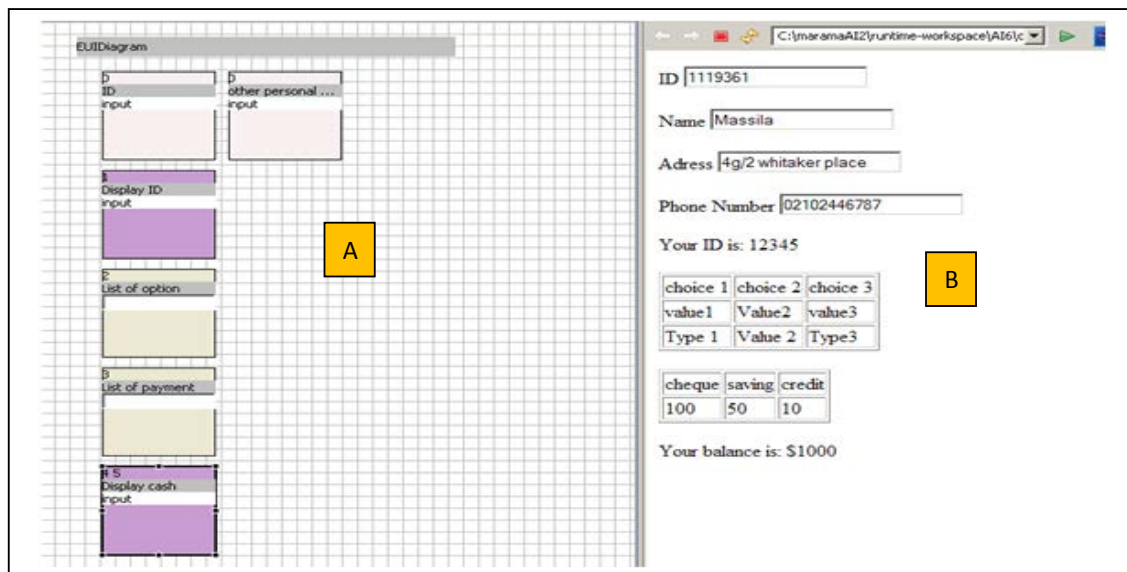 EUIDiagram
0
ID
input
0
other personal ...
input
1
Display ID
input
2
List of option
3
List of payment
4 5
Display cash
input
A
C:\maramaAI2\runtime-workspace\AI6\c
ID 1119361
Name Massila
Adress 4g/2 whitaker place
Phone Number 02102446787
Your ID is: 12345
choice 1 choice 2 choice 3
value1 Value2 value3
Type 1 Value 2 Type3
cheque saving credit
100 50 10
Your balance is: $1000
B